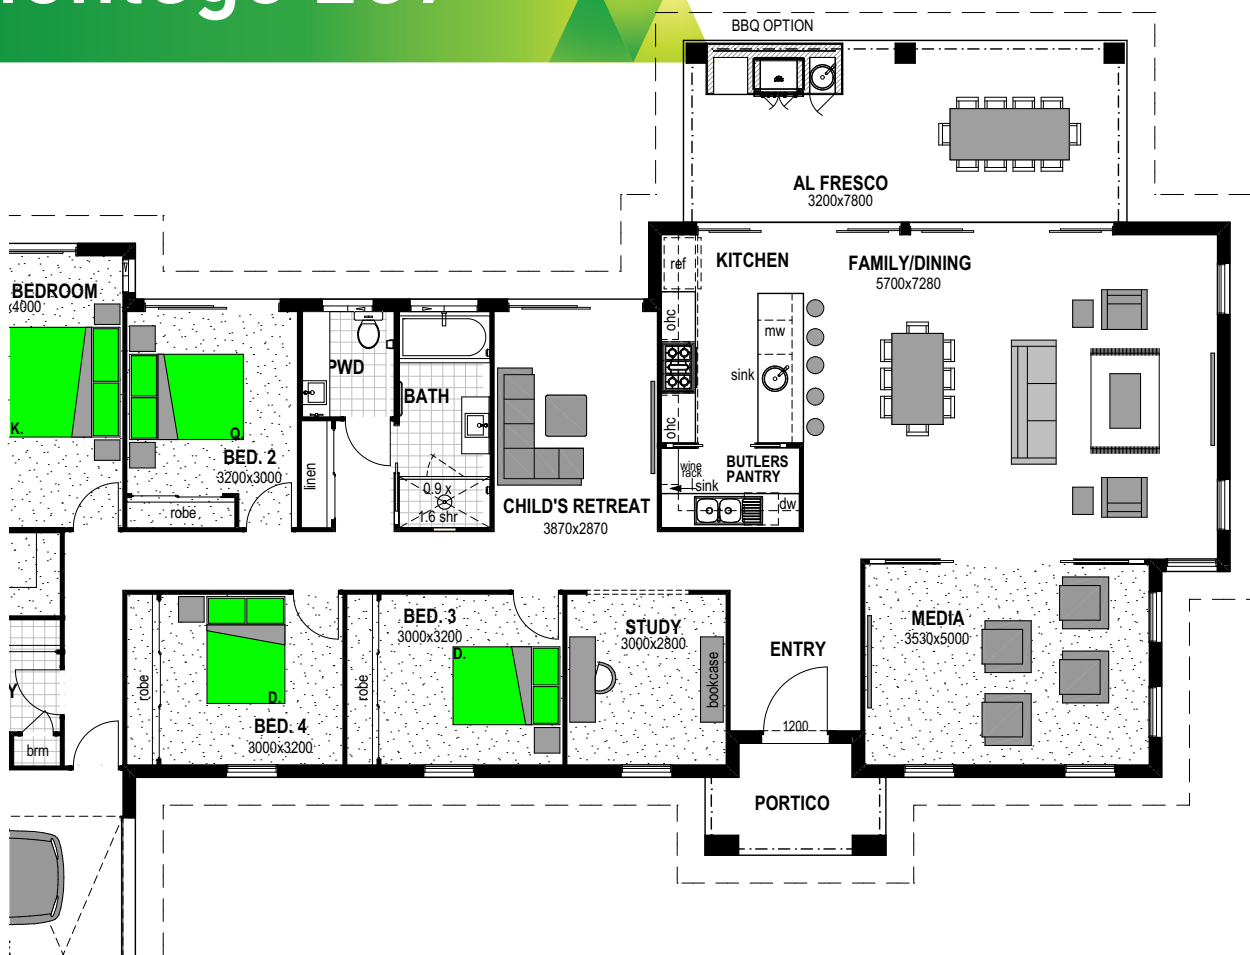 BBQ OPTION
AL FRESCO
3200x7800
KITCHEN
ref
ohc
ohc
mw
sink
FAMILY/DINING
5700x7280
BEDROOM
x4000
K.
Q.
BED. 2
3200x3000
robe
PWD
linen
BATH
0.9 x
1.6 shr
CHILD'S RETREAT
3870x2870
wine
rack
sink
BUTLERS
PANTRY
dw
BED. 4
3000x3200
D.
robe
BED. 3
3000x3200
D.
robe
STUDY
3000x2800
bookcase
ENTRY
1200
MEDIA
3530x5000
PORTICO
Y
brm